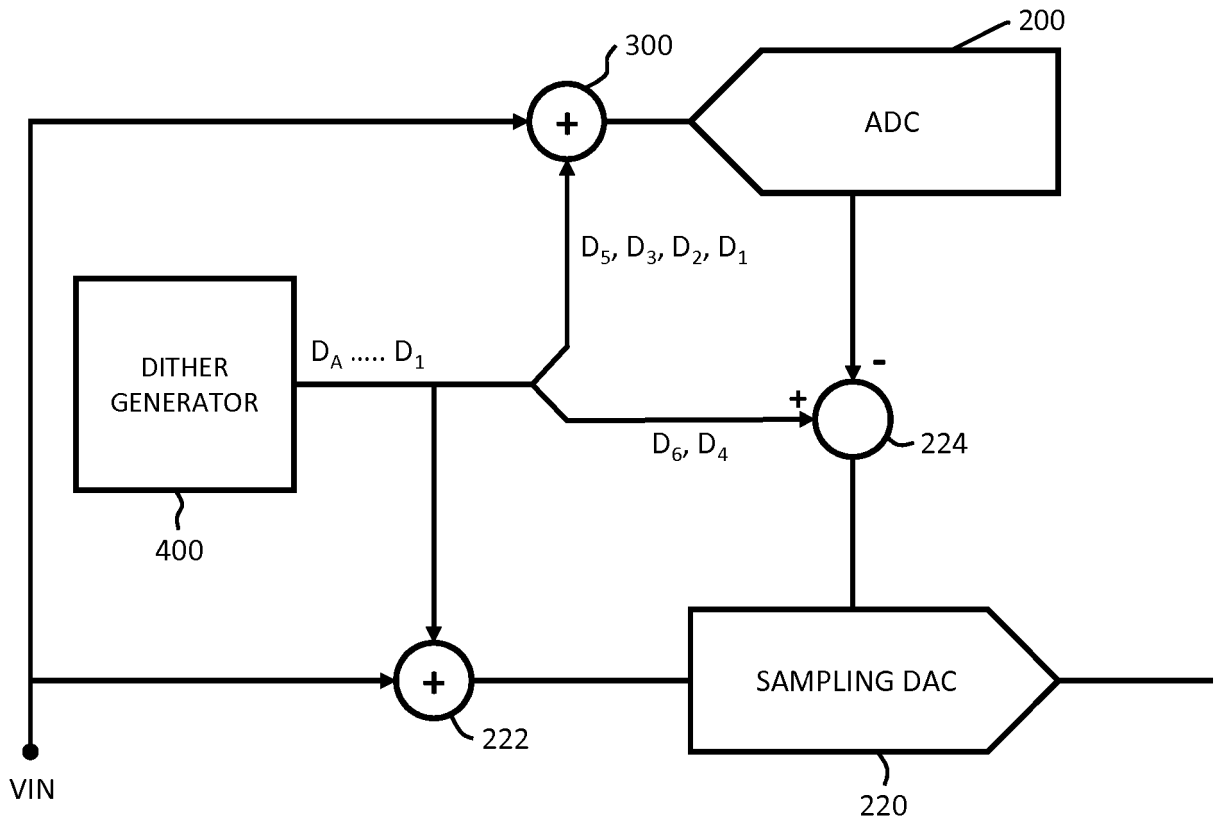 200
300
+
ADC
D₅, D₃, D₂, D₁
D_A ..... D₁
DITHER
GENERATOR
-
+
D₆, D₄
224
400
+
SAMPLING DAC
222
VIN
220